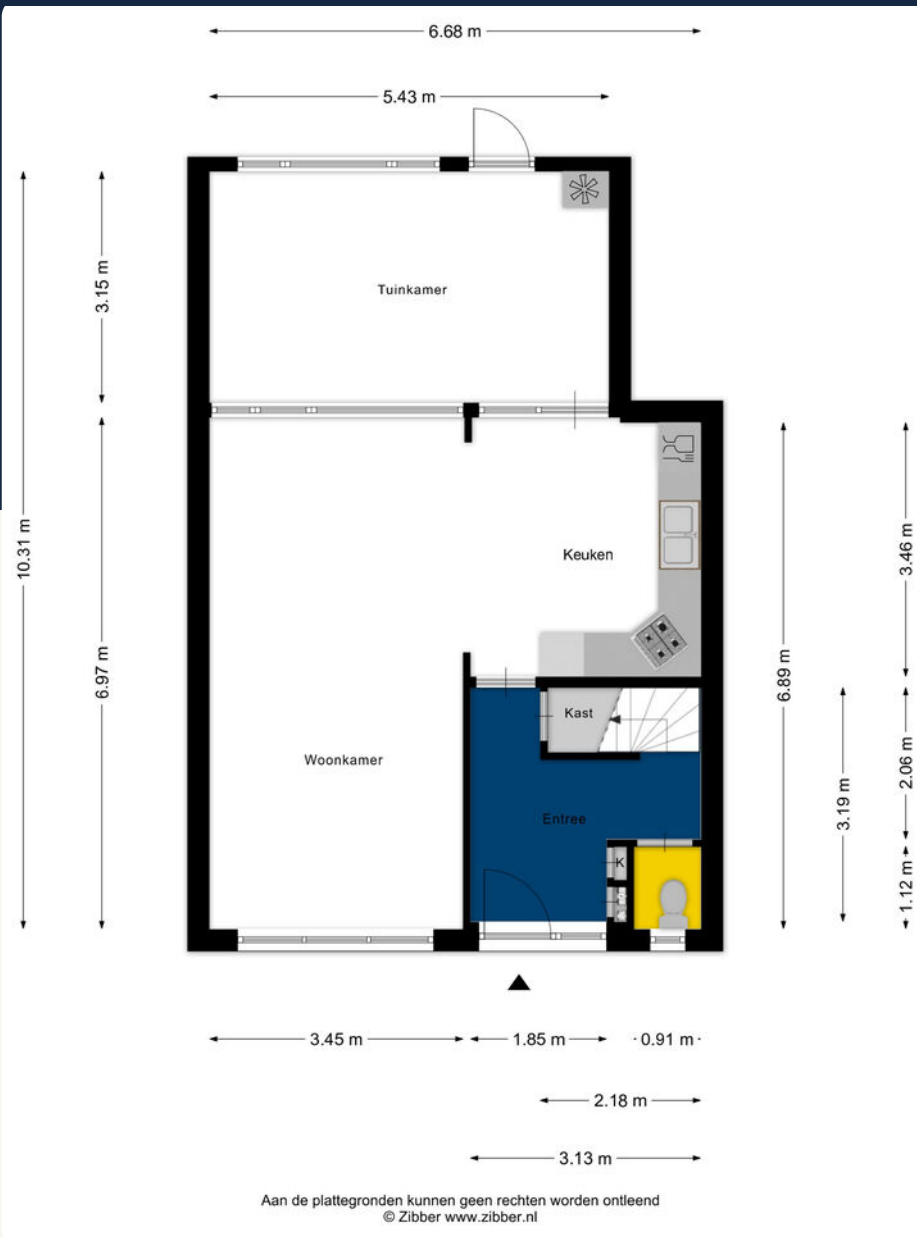 6.68 m
5.43 m
3.15 m
Tuinkamer
10.31 m
6.97 m
Keuken
3.46 m
6.89 m
Kast
Woonkamer
2.06 m
Entree
3.19 m
K
1.12 m
3.45 m
1.85 m
0.91 m
2.18 m
3.13 m
Aan de plattegronden kunnen geen rechten worden ontleend
© Zibber www.zibber.nl